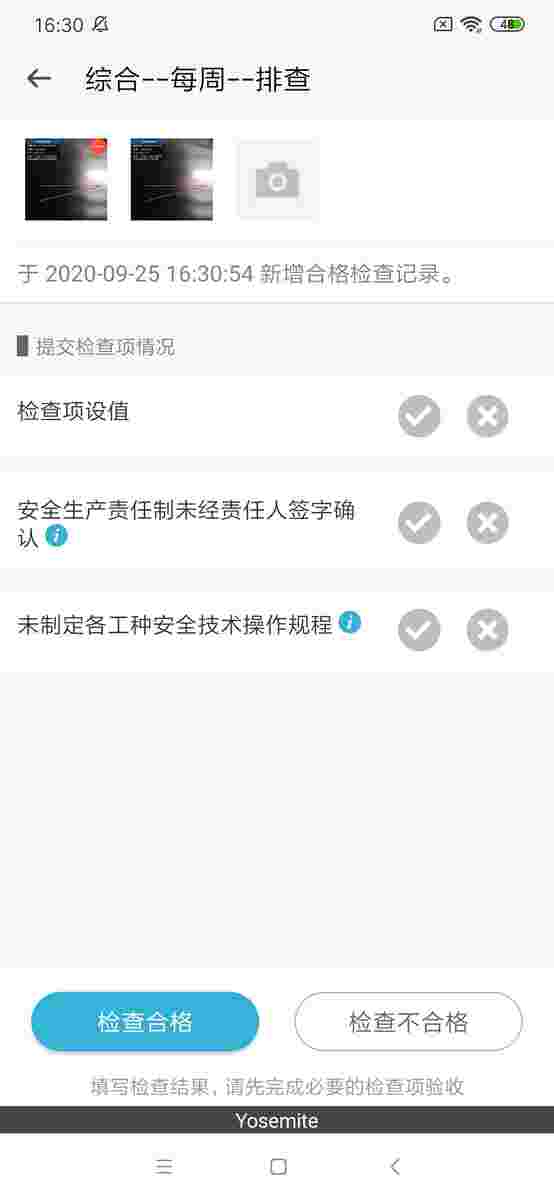 16:30
48
综合--每周--排查
于 2020-09-25 16:30:54 新增合格检查记录。
提交检查项情况
检查项设值
安全生产责任制未经责任人签字确
认
未制定各工种安全技术操作规程
检查合格
检查不合格
填写检查结果, 请先完成必要的检查项验收
Yosemite